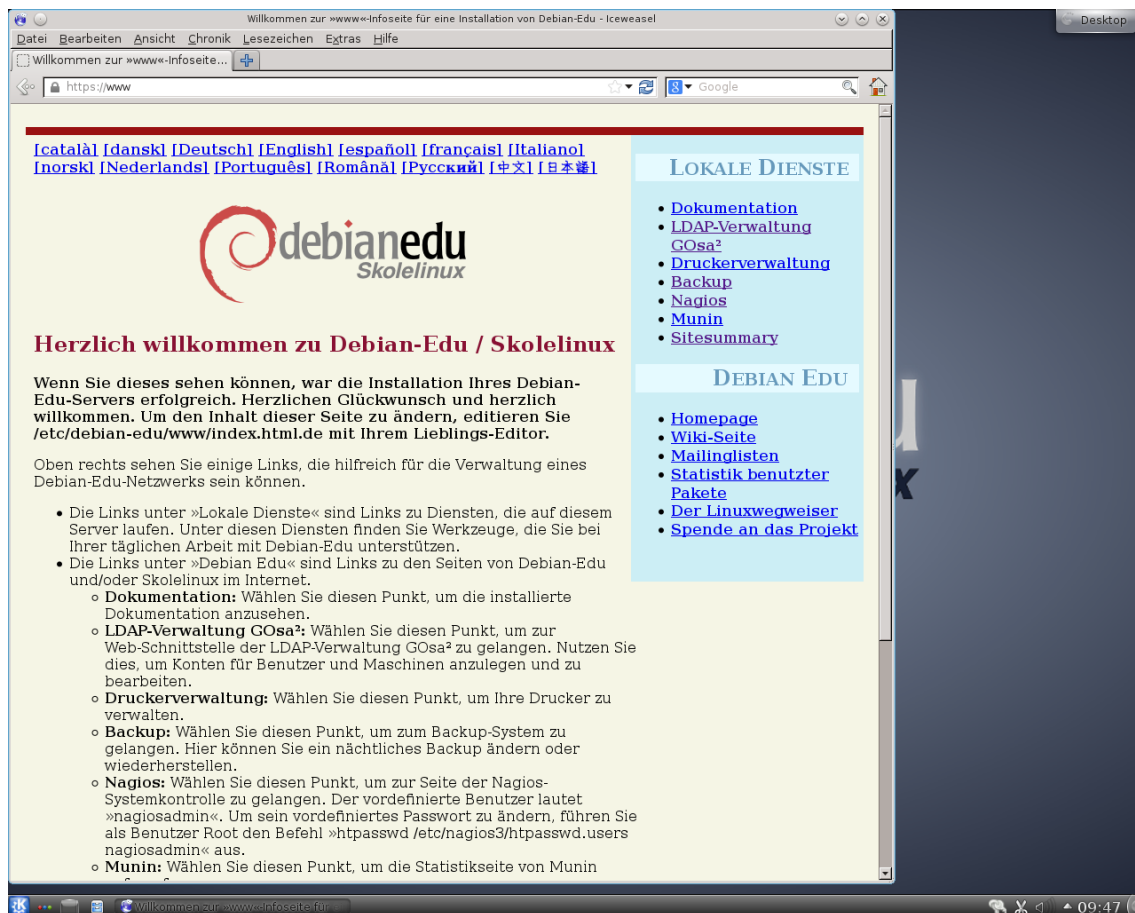 Willkommen zur »www«-Infoseite für eine Installation von Debian-Edu - Iceweasel
Desktop
Datei Bearbeiten Ansicht Chronik Lesezeichen Extras Hilfe
Willkommen zur »www«-Infoseite...
https://www
8
Google
[català] [dansk] [Deutsch] [English] [español] [français] [Italiano]
[norsk] [Nederlands] [Português] [Română] [Русский] [中文] [日本語]
debianedu
Skolelinux
Herzlich willkommen zu Debian-Edu / Skolelinux
Wenn Sie dieses sehen können, war die Installation Ihres Debian-
Edu-Servers erfolgreich. Herzlichen Glückwunsch und herzlich
willkommen. Um den Inhalt dieser Seite zu ändern, editieren Sie
/etc/debian-edu/www/index.html.de mit Ihrem Lieblings-Editor.
Oben rechts sehen Sie einige Links, die hilfreich für die Verwaltung eines
Debian-Edu-Netzwerks sein können.
• Die Links unter »Lokale Dienste« sind Links zu Diensten, die auf diesem
Server laufen. Unter diesen Diensten finden Sie Werkzeuge, die Sie bei
Ihrer täglichen Arbeit mit Debian-Edu unterstützen.
• Die Links unter »Debian Edu« sind Links zu den Seiten von Debian-Edu
und/oder Skolelinux im Internet.
◦ Dokumentation: Wählen Sie diesen Punkt, um die installierte
Dokumentation anzusehen.
◦ LDAP-Verwaltung GOsa²: Wählen Sie diesen Punkt, um zur
Web-Schnittstelle der LDAP-Verwaltung GOsa² zu gelangen. Nutzen Sie
dies, um Konten für Benutzer und Maschinen anzulegen und zu
bearbeiten.
◦ Druckerverwaltung: Wählen Sie diesen Punkt, um Ihre Drucker zu
verwalten.
◦ Backup: Wählen Sie diesen Punkt, um zum Backup-System zu
gelangen. Hier können Sie ein nächtliches Backup ändern oder
wiederherstellen.
◦ Nagios: Wählen Sie diesen Punkt, um zur Seite der Nagios-
Systemkontrolle zu gelangen. Der vordefinierte Benutzer lautet
»nagiosadmin«. Um sein vordefiniertes Passwort zu ändern, führen Sie
als Benutzer Root den Befehl »htpasswd /etc/nagios3/htpasswd.users
nagiosadmin« aus.
◦ Munin: Wählen Sie diesen Punkt, um die Statistikseite von Munin
LOKALE DIENSTE
• Dokumentation
• LDAP-Verwaltung
GOsa²
• Druckerverwaltung
• Backup
• Nagios
• Munin
• Sitesummary
DEBIAN EDU
• Homepage
• Wiki-Seite
• Mailinglisten
• Statistik benutzter
Pakete
• Der Linuxwegweiser
• Spende an das Projekt
Willkommen zur »www«-Infoseite für
09:47